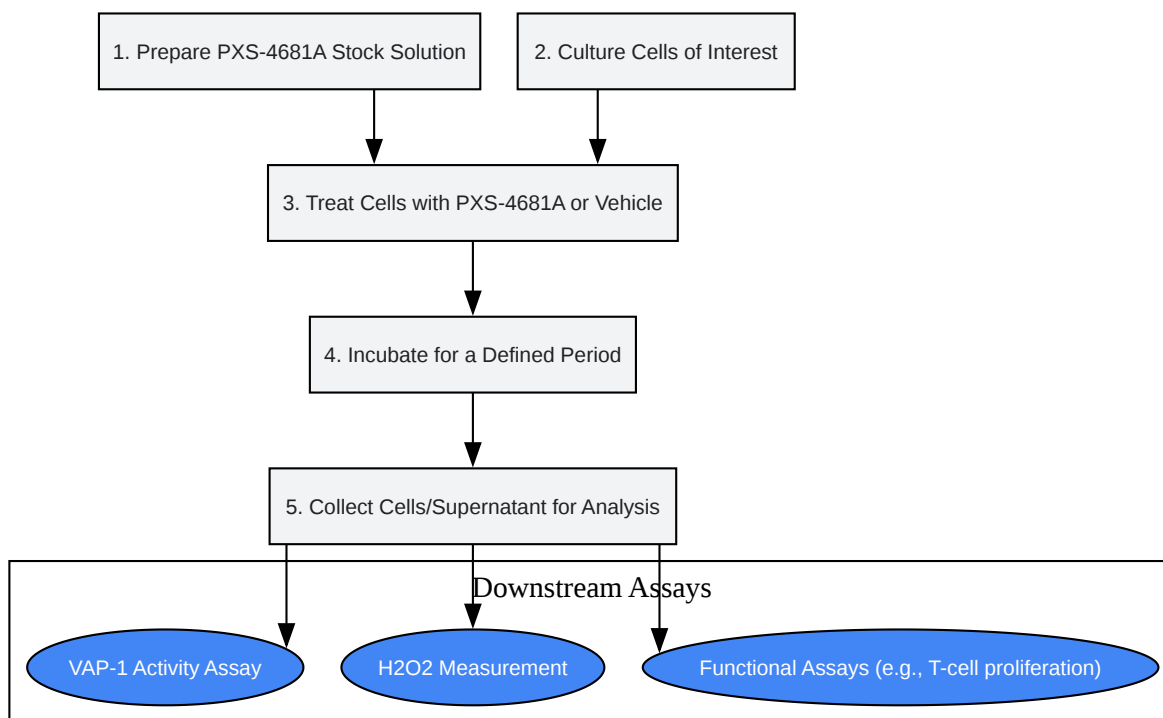 1. Prepare PXS-4681A Stock Solution
2. Culture Cells of Interest
3. Treat Cells with PXS-4681A or Vehicle
4. Incubate for a Defined Period
5. Collect Cells/Supernatant for Analysis
Downstream Assays
VAP-1 Activity Assay
H2O2 Measurement
Functional Assays (e.g., T-cell proliferation)